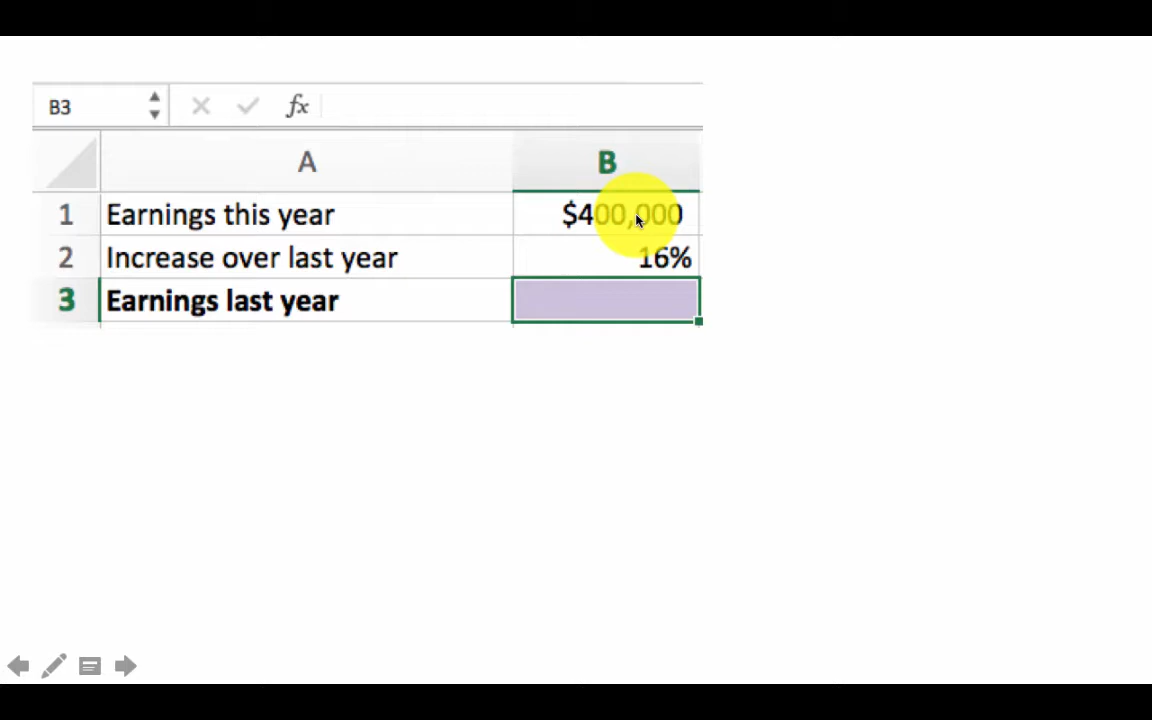 B3 fx
A B
1 Earnings this year $400,000
2 Increase over last year 16%
3 Earnings last year